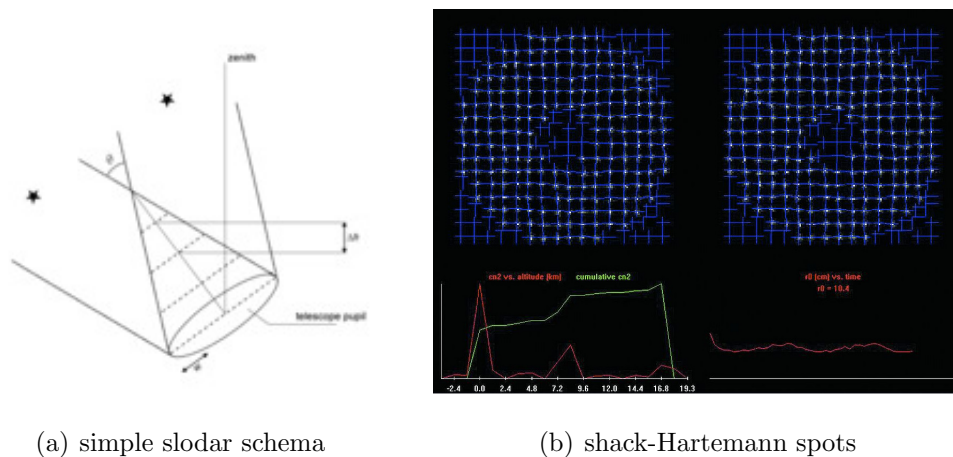 zenith
telescope pupil
cn2 vs. altitude (km) cumulative cn2
r0 (cm) vs. time
r0 = 10.4
-2.4 0.0 2.4 4.8 7.2 9.6 12.0 14.4 16.8 19.3
(a) simple slodar schema
(b) shack-Hartemann spots